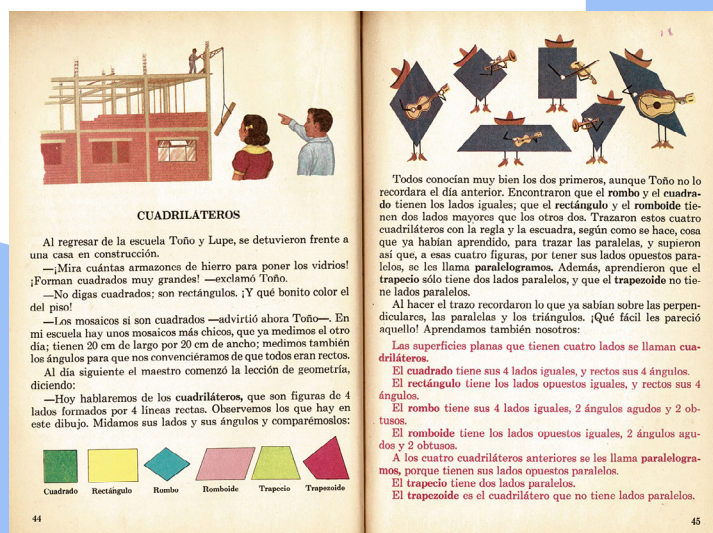 CUADRILÁTEROS
Al regresar de la escuela Toño y Lupe, se detuvieron frente a
una casa en construcción.
—¡Mira cuántas armazones de hierro para poner los vidrios!
¡Forman cuadrados muy grandes! —exclamó Toño.
—No digas cuadrados; son rectángulos. ¡Y qué bonito color el
del piso!
—Los mosaicos sí son cuadrados —advirtió ahora Toño—. En
mi escuela hay unos mosaicos más chicos, que ya medimos el otro
día; tienen 20 cm de largo por 20 cm de ancho; medimos también
los ángulos para que nos convenciéramos de que todos eran rectos.
Al día siguiente el maestro comenzó la lección de geometría,
diciendo:
—Hoy hablaremos de los cuadriláteros, que son figuras de 4
lados formados por 4 líneas rectas. Observemos los que hay en
este dibujo. Midamos sus lados y sus ángulos y comparémoslos:
Cuadrado Rectángulo Rombo Romboide Trapecio Trapezoide
44
Todos conocían muy bien los dos primeros, aunque Toño no lo
recordara el día anterior. Encontraron que el rombo y el cuadra-
do tienen los lados iguales; que el rectángulo y el romboide tie-
nen dos lados mayores que los otros dos. Trazaron estos cuatro
cuadriláteros con la regla y la escuadra, según como se hace, cosa
que ya habían aprendido, para trazar las paralelas, y supieron
así que, a esas cuatro figuras, por tener sus lados opuestos para-
lelos, se les llama paralelogramos. Además, aprendieron que el
trapecio sólo tiene dos lados paralelos, y que el trapezoide no tie-
ne lados paralelos.
Al hacer el trazo recordaron lo que ya sabían sobre las perpen-
diculares, las paralelas y los triángulos. ¡Qué fácil les pareció
aquello! Aprendamos también nosotros:
Las superficies planas que tienen cuatro lados se llaman cua-
driláteros.
El cuadrado tiene sus 4 lados iguales, y rectos sus 4 ángulos.
El rectángulo tiene los lados opuestos iguales, y rectos sus 4
ángulos.
El rombo tiene sus 4 lados iguales, 2 ángulos agudos y 2 ob-
tusos.
El romboide tiene los lados opuestos iguales, 2 ángulos agu-
dos y 2 obtusos.
A los cuatro cuadriláteros anteriores se les llama paralelogra-
mos, porque tienen sus lados opuestos paralelos.
El trapecio tiene dos lados paralelos.
El trapezoide es el cuadrilátero que no tiene lados paralelos.
45